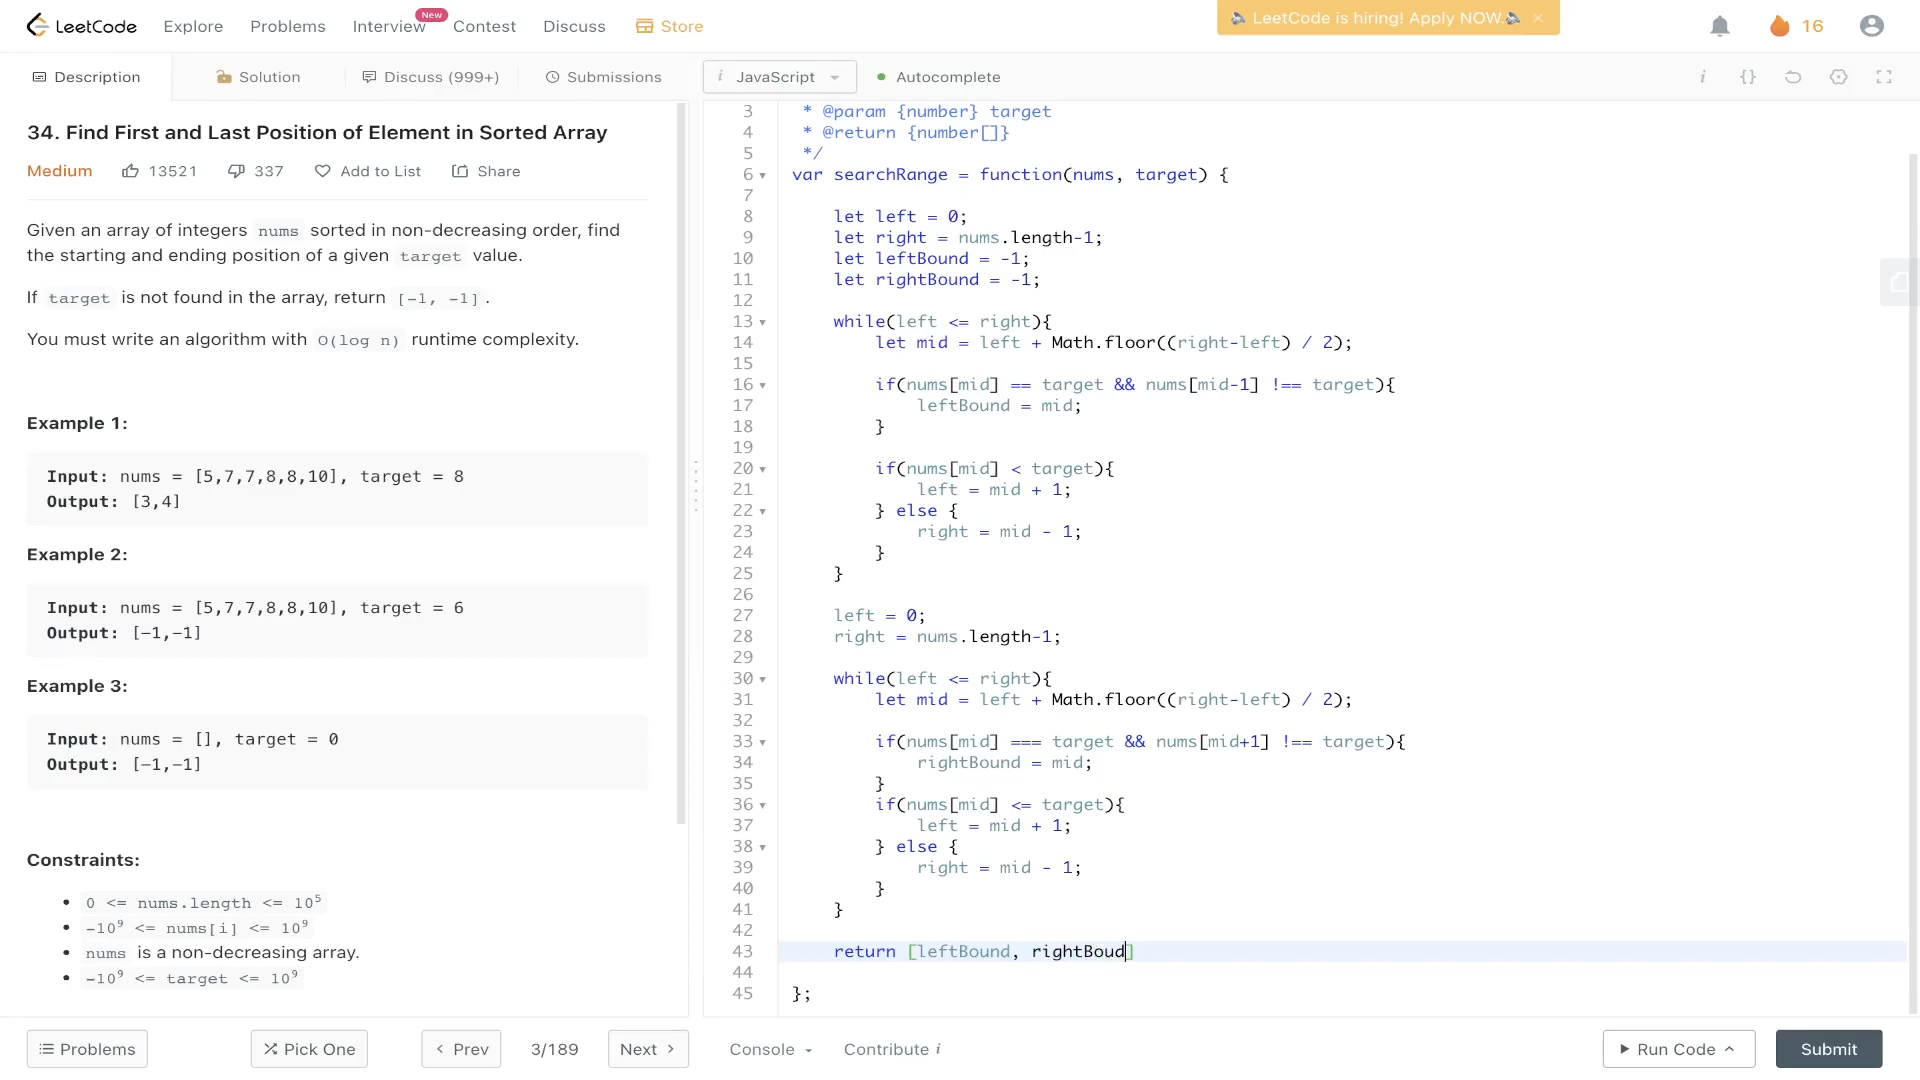 LeetCode Explore Problems Interview New Contest Discuss Store LeetCode is hiring! Apply NOW. × 16
Description Solution Discuss (999+) Submissions i JavaScript Autocomplete i {}
34. Find First and Last Position of Element in Sorted Array
Medium 13521 337 Add to List Share
Given an array of integers nums sorted in non-decreasing order, find
the starting and ending position of a given target value.
If target is not found in the array, return [-1, -1].
You must write an algorithm with O(log n) runtime complexity.
Example 1:
Input: nums = [5,7,7,8,8,10], target = 8
Output: [3,4]
Example 2:
Input: nums = [5,7,7,8,8,10], target = 6
Output: [-1,-1]
Example 3:
Input: nums = [], target = 0
Output: [-1,-1]
Constraints:
• 0 <= nums.length <= 10⁵
• -10⁹ <= nums[i] <= 10⁹
• nums is a non-decreasing array.
• -10⁹ <= target <= 10⁹
3 * @param {number} target
4 * @return {number[]}
5 */
6 var searchRange = function(nums, target) {
7
8 let left = 0;
9 let right = nums.length-1;
10 let leftBound = -1;
11 let rightBound = -1;
12
13 while(left <= right){
14 let mid = left + Math.floor((right-left) / 2);
15
16 if(nums[mid] == target && nums[mid-1] !== target){
17 leftBound = mid;
18 }
19
20 if(nums[mid] < target){
21 left = mid + 1;
22 } else {
23 right = mid - 1;
24 }
25 }
26
27 left = 0;
28 right = nums.length-1;
29
30 while(left <= right){
31 let mid = left + Math.floor((right-left) / 2);
32
33 if(nums[mid] === target && nums[mid+1] !== target){
34 rightBound = mid;
35 }
36 if(nums[mid] <= target){
37 left = mid + 1;
38 } else {
39 right = mid - 1;
40 }
41 }
42
43 return [leftBound, rightBoud]
44
45 };
Problems Pick One < Prev 3/189 Next > Console Contribute i Run Code Submit